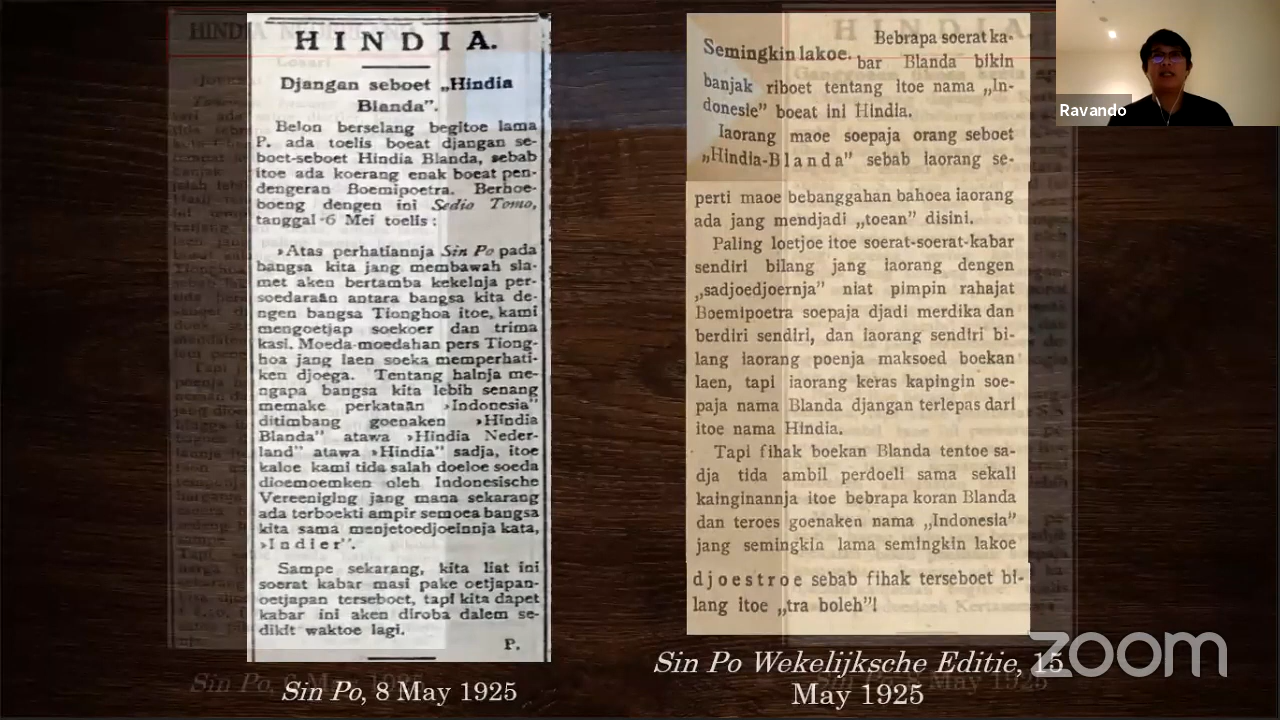 HINDIA.
Djangan seboet „Hindia
Blanda".
Belon berselang begitoe lama
P. ada toelis boeat djangan se-
boet-seboet Hindia Blanda, sebab
itoe ada koerang enak boeat pen-
dengeran Boemipoetra. Berhoe-
boeng dengen ini Sedio Tomo,
tanggal 6 Mei toelis:
»Atas perhatiannja Sin Po pada
bangsa kita jang membawah sla-
met aken bertamba kekelnja per-
soedaraän antara bangsa kita de-
ngen bangsa Tionghoa itoe, kami
mengoetjap soekoer dan trima
kasi. Moeda-moedahan pers Tiong-
hoa jang laen soeka memperhati-
ken djoega. Tentang halnja me-
ngapa bangsa kita lebih senang
memake perkataän »Indonesia"
ditimbang goenaken »Hindia
Blanda" atawa »Hindia Neder-
land" atawa »Hindia" sadja, itoe
kaloe kami tida salah doeloe soeda
dioemoemken oleh Indonesische
Vereeniging jang mana sekarang
ada terboekti ampir semoea bangsa
kita sama menjetoedjoeinnja kata,
»Indier".
Sampe sekarang, kita liat ini
soerat kabar masi pake oetjapan-
oetjapan terseboet, tapi kita dapet
kabar ini aken diroba dalem se-
dikit waktoe lagi.
P.
Sin Po, 8 May 1925
Semingkin lakoe. Bebrapa soerat ka-
bar Blanda bikin
banjak riboet tentang itoe nama „In-
donesie" boeat ini Hindia.
Iaorang maoe soepaja orang seboet
„Hindia-Blanda" sebab iaorang se-
perti maoe bebanggahan bahoea iaorang
ada jang mendjadi „toean" disini.
Paling loetjoe itoe soerat-soerat-kabar
sendiri bilang jang iaorang dengen
„sadjoedjoernja" niat pimpin rahajat
Boemipoetra soepaja djadi merdika dan
berdiri sendiri, dan iaorang sendiri bi-
lang iaorang poenja maksoed boekan
laen, tapi iaorang keras kapingin soe-
paja nama Blanda djangan terlepas dari
itoe nama Hindia.
Tapi fihak boekan Blanda tentoe sa-
dja tida ambil perdoeli sama sekali
kainginannja itoe bebrapa koran Blanda
dan teroes goenaken nama „Indonesia"
jang semingkin lama semingkin lakoe
djoestroe sebab fihak terseboet bi-
lang itoe „tra boleh"!
Sin Po Wekelijksche Editie, 15
May 1925
Ravando
zoom